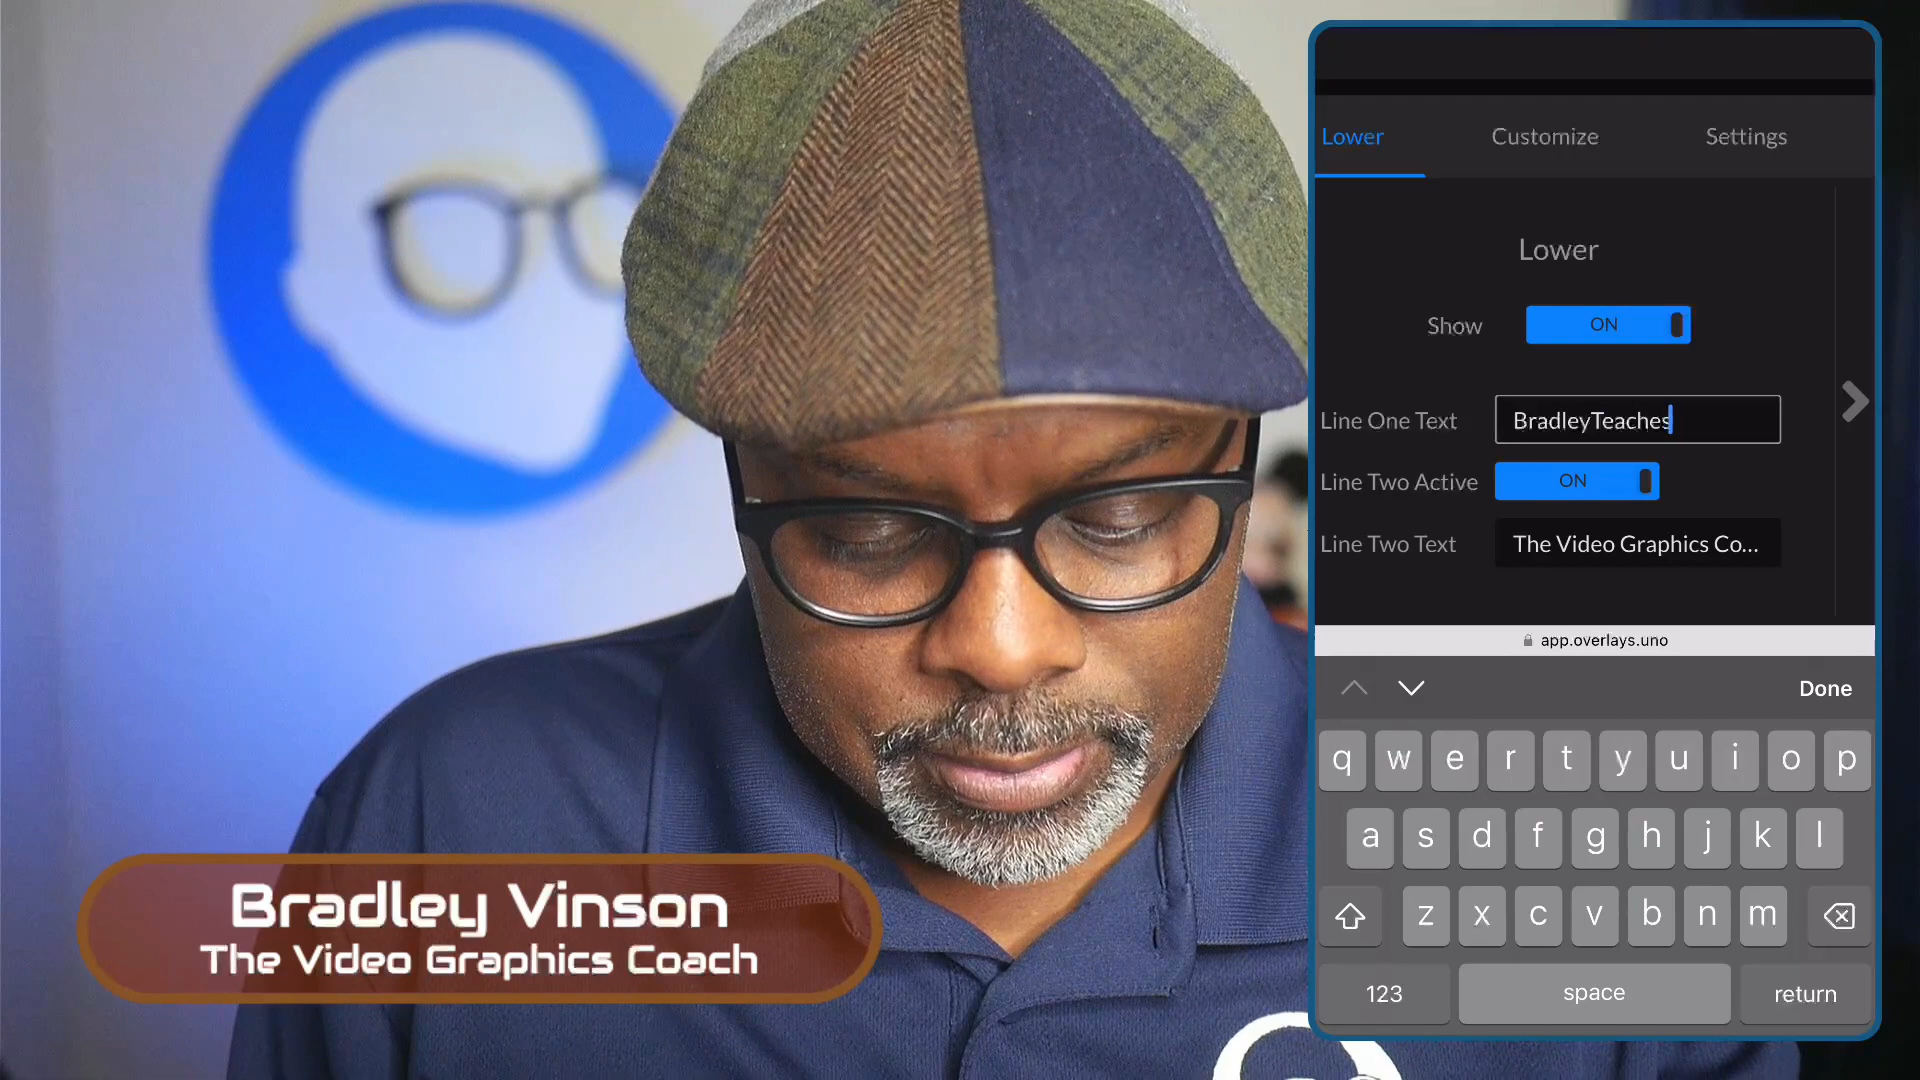 Lower Customize Settings
Lower
Show ON
Line One Text BradleyTeaches
Line Two Active ON
Line Two Text The Video Graphics Co...
app.overlays.uno
Done
q w e r t y u i o p
a s d f g h j k l
z x c v b n m
123 space return
Bradley Vinson
The Video Graphics Coach